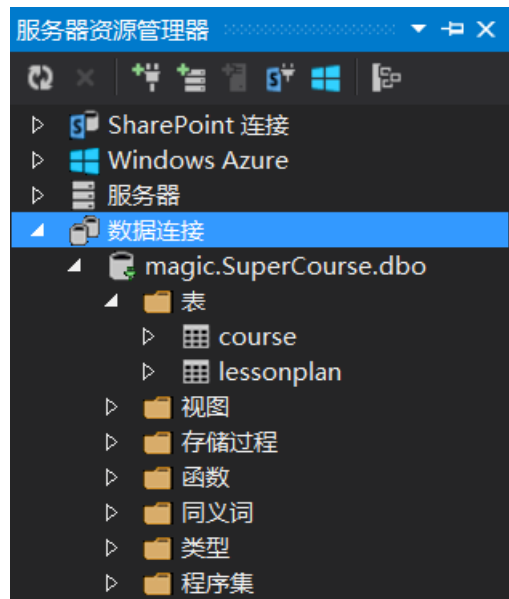 服务器资源管理器
SharePoint 连接
Windows Azure
服务器
数据连接
magic.SuperCourse.dbo
表
course
lessonplan
视图
存储过程
函数
同义词
类型
程序集